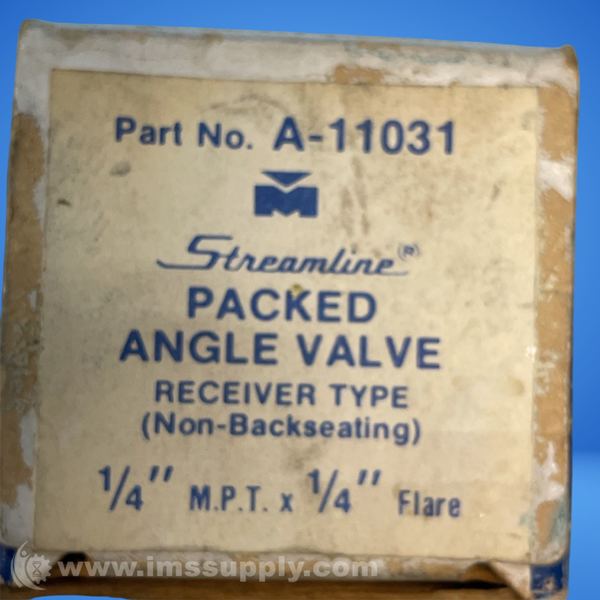 Part No. A-11031
M
Streamline®
PACKED
ANGLE VALVE
RECEIVER TYPE
(Non-Backseating)
1/4" M.P.T. x 1/4" Flare
www.imssupply.com